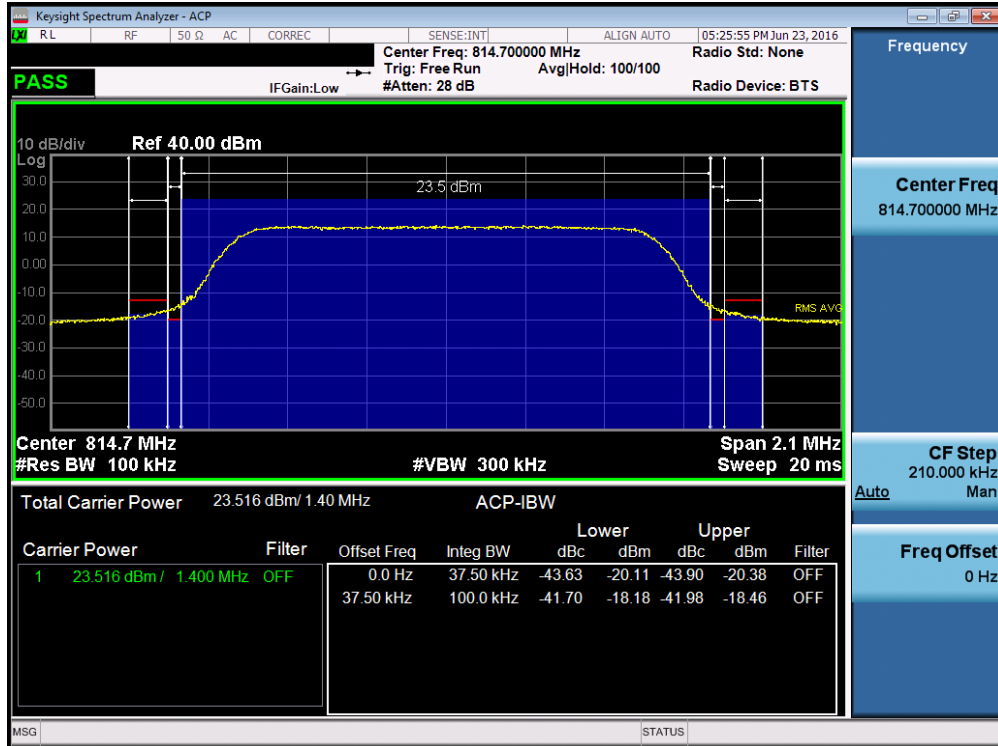 Keysight Spectrum Analyzer - ACP
LXI RL RF 50 Ω AC CORREC SENSE:INT ALIGN AUTO 05:25:55 PM Jun 23, 2016
Center Freq: 814.700000 MHz Radio Std: None
Trig: Free Run Avg|Hold: 100/100
PASS IFGain:Low #Atten: 28 dB Radio Device: BTS
10 dB/div Ref 40.00 dBm
Log
30.0
23.5 dBm
20.0
10.0
0.00
-10.0
RMS AVG
-20.0
-30.0
-40.0
-50.0
Center 814.7 MHz Span 2.1 MHz
#Res BW 100 kHz #VBW 300 kHz Sweep 20 ms
Total Carrier Power 23.516 dBm/ 1.40 MHz ACP-IBW
Lower Upper
Carrier Power Filter Offset Freq Integ BW dBc dBm dBc dBm Filter
1 23.516 dBm / 1.400 MHz OFF 0.0 Hz 37.50 kHz -43.63 -20.11 -43.90 -20.38 OFF
37.50 kHz 100.0 kHz -41.70 -18.18 -41.98 -18.46 OFF
MSG STATUS
Frequency
Center Freq
814.700000 MHz
CF Step
210.000 kHz
Auto Man
Freq Offset
0 Hz